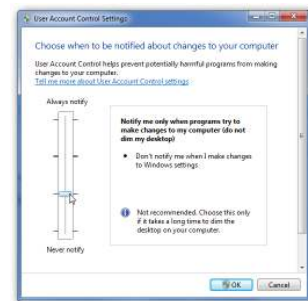 User Account Control Settings
Choose when to be notified about changes to your computer
User Account Control helps prevent potentially harmful programs from making
changes to your computer.
Tell me more about User Account Control settings
Always notify
Notify me only when programs try to
make changes to my computer (do not
dim my desktop)
• Don't notify me when I make changes
to Windows settings
Not recommended. Choose this only
if it takes a long time to dim the
desktop on your computer.
Never notify
OK
Cancel